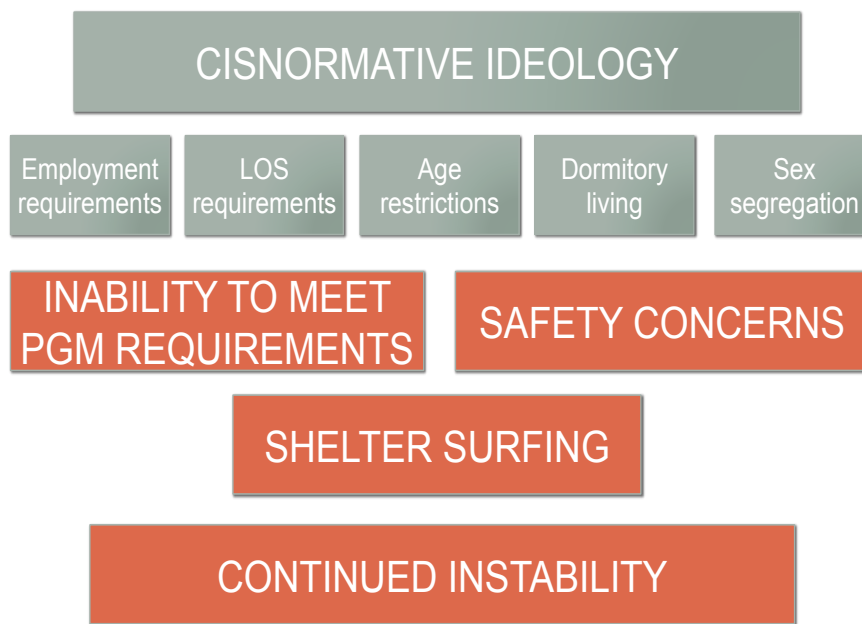 CISNORMATIVE IDEOLOGY
Employment
requirements
LOS
requirements
Age
restrictions
Dormitory
living
Sex
segregation
INABILITY TO MEET
PGM REQUIREMENTS
SAFETY CONCERNS
SHELTER SURFING
CONTINUED INSTABILITY